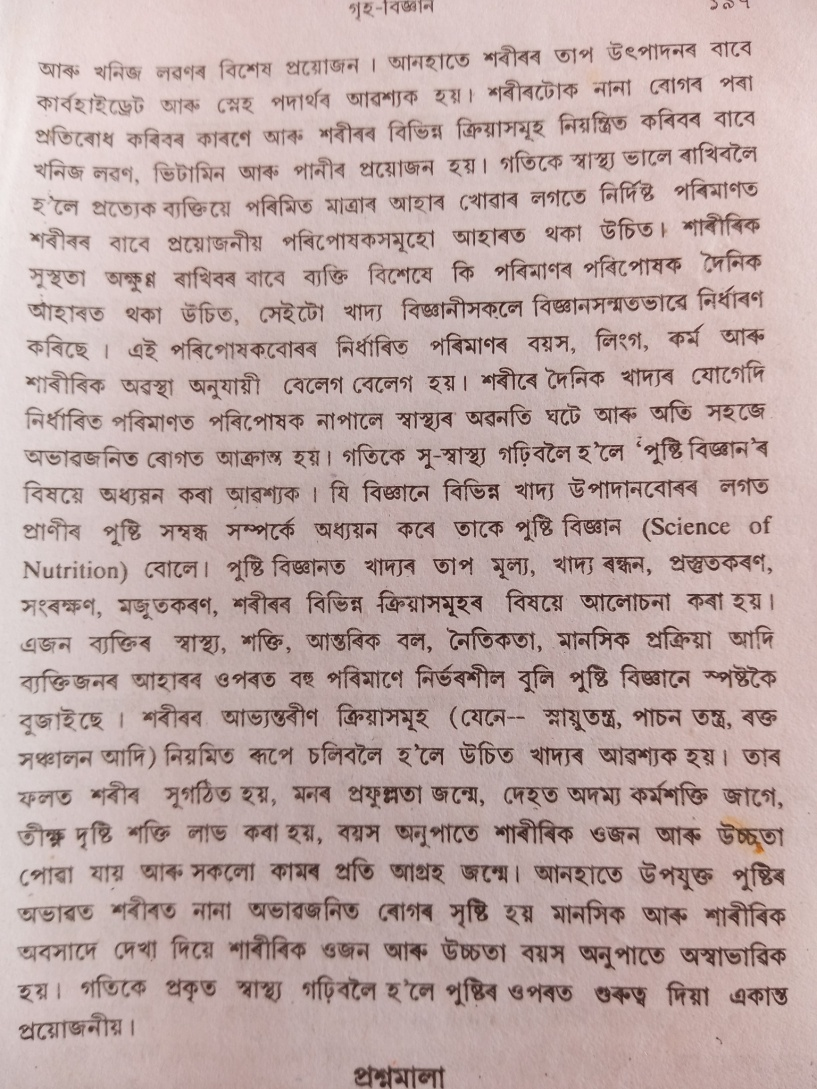 গৃহ-বিজ্ঞান
আৰু খনিজ লৱণৰ বিশেষ প্ৰয়োজন । আনহাতে শৰীৰৰ তাপ উৎপাদনৰ বাবে
কাৰ্বহাইড্ৰেট আৰু স্নেহ পদাৰ্থৰ আৱশ্যক হয়। শৰীৰটোক নানা ৰোগৰ পৰা
প্ৰতিৰোধ কৰিবৰ কাৰণে আৰু শৰীৰৰ বিভিন্ন ক্ৰিয়াসমূহ নিয়ন্ত্ৰিত কৰিবৰ বাবে
খনিজ লৱণ, ভিটামিন আৰু পানীৰ প্ৰয়োজন হয়। গতিকে স্বাস্থ্য ভালে ৰাখিবলৈ
হ'লে প্ৰত্যেক ব্যক্তিয়ে পৰিমিত মাত্ৰাৰ আহাৰ খোৱাৰ লগতে নিৰ্দিষ্ট পৰিমাণত
শৰীৰৰ বাবে প্ৰয়োজনীয় পৰিপোষকসমূহো আহাৰত থকা উচিত। শাৰীৰিক
সুস্থতা অক্ষুণ্ণ ৰাখিবৰ বাবে ব্যক্তি বিশেষে কি পৰিমাণৰ পৰিপোষক দৈনিক
আহাৰত থকা উচিত, সেইটো খাদ্য বিজ্ঞানীসকলে বিজ্ঞানসন্মতভাৱে নিৰ্ধাৰণ
কৰিছে । এই পৰিপোষকবোৰৰ নিৰ্ধাৰিত পৰিমাণৰ বয়স, লিংগ, কৰ্ম আৰু
শাৰীৰিক অৱস্থা অনুযায়ী বেলেগ বেলেগ হয়। শৰীৰে দৈনিক খাদ্যৰ যোগেদি
নিৰ্ধাৰিত পৰিমাণত পৰিপোষক নাপালে স্বাস্থ্যৰ অৱনতি ঘটে আৰু অতি সহজে
অভাৱজনিত ৰোগত আক্ৰান্ত হয়। গতিকে সু-স্বাস্থ্য গঢ়িবলৈ হ'লে ‘পুষ্টি বিজ্ঞান’ৰ
বিষয়ে অধ্যয়ন কৰা আৱশ্যক । যি বিজ্ঞানে বিভিন্ন খাদ্য উপাদানবোৰৰ লগত
প্ৰাণীৰ পুষ্টি সম্বন্ধ সম্পৰ্কে অধ্যয়ন কৰে তাকে পুষ্টি বিজ্ঞান (Science of
Nutrition) বোলে। পুষ্টি বিজ্ঞানত খাদ্যৰ তাপ মূল্য, খাদ্য ৰন্ধন, প্ৰস্তুতকৰণ,
সংৰক্ষণ, মজূতকৰণ, শৰীৰৰ বিভিন্ন ক্ৰিয়াসমূহৰ বিষয়ে আলোচনা কৰা হয়।
এজন ব্যক্তিৰ স্বাস্থ্য, শক্তি, আন্তৰিক বল, নৈতিকতা, মানসিক প্ৰক্ৰিয়া আদি
ব্যক্তিজনৰ আহাৰৰ ওপৰত বহু পৰিমাণে নিৰ্ভৰশীল বুলি পুষ্টি বিজ্ঞানে স্পষ্টকৈ
বুজাইছে । শৰীৰৰ আভ্যন্তৰীণ ক্ৰিয়াসমূহ (যেনে-- স্নায়ুতন্ত্ৰ, পাচন তন্ত্ৰ, ৰক্ত
সঞ্চালন আদি) নিয়মিত ৰূপে চলিবলৈ হ'লে উচিত খাদ্যৰ আৱশ্যক হয়। তাৰ
ফলত শৰীৰ সুগঠিত হয়, মনৰ প্ৰফুল্লতা জন্মে, দেহত অদম্য কৰ্মশক্তি জাগে,
তীক্ষ্ণ দৃষ্টি শক্তি লাভ কৰা হয়, বয়স অনুপাতে শাৰীৰিক ওজন আৰু উচ্চতা
পোৱা যায় আৰু সকলো কামৰ প্ৰতি আগ্ৰহ জন্মে। আনহাতে উপযুক্ত পুষ্টিৰ
অভাৱত শৰীৰত নানা অভাৱজনিত ৰোগৰ সৃষ্টি হয় মানসিক আৰু শাৰীৰিক
অৱসাদে দেখা দিয়ে শাৰীৰিক ওজন আৰু উচ্চতা বয়স অনুপাতে অস্বাভাৱিক
হয়। গতিকে প্ৰকৃত স্বাস্থ্য গঢ়িবলৈ হ'লে পুষ্টিৰ ওপৰত গুৰুত্ব দিয়া একান্ত
প্ৰয়োজনীয়।
প্ৰশ্নমালা